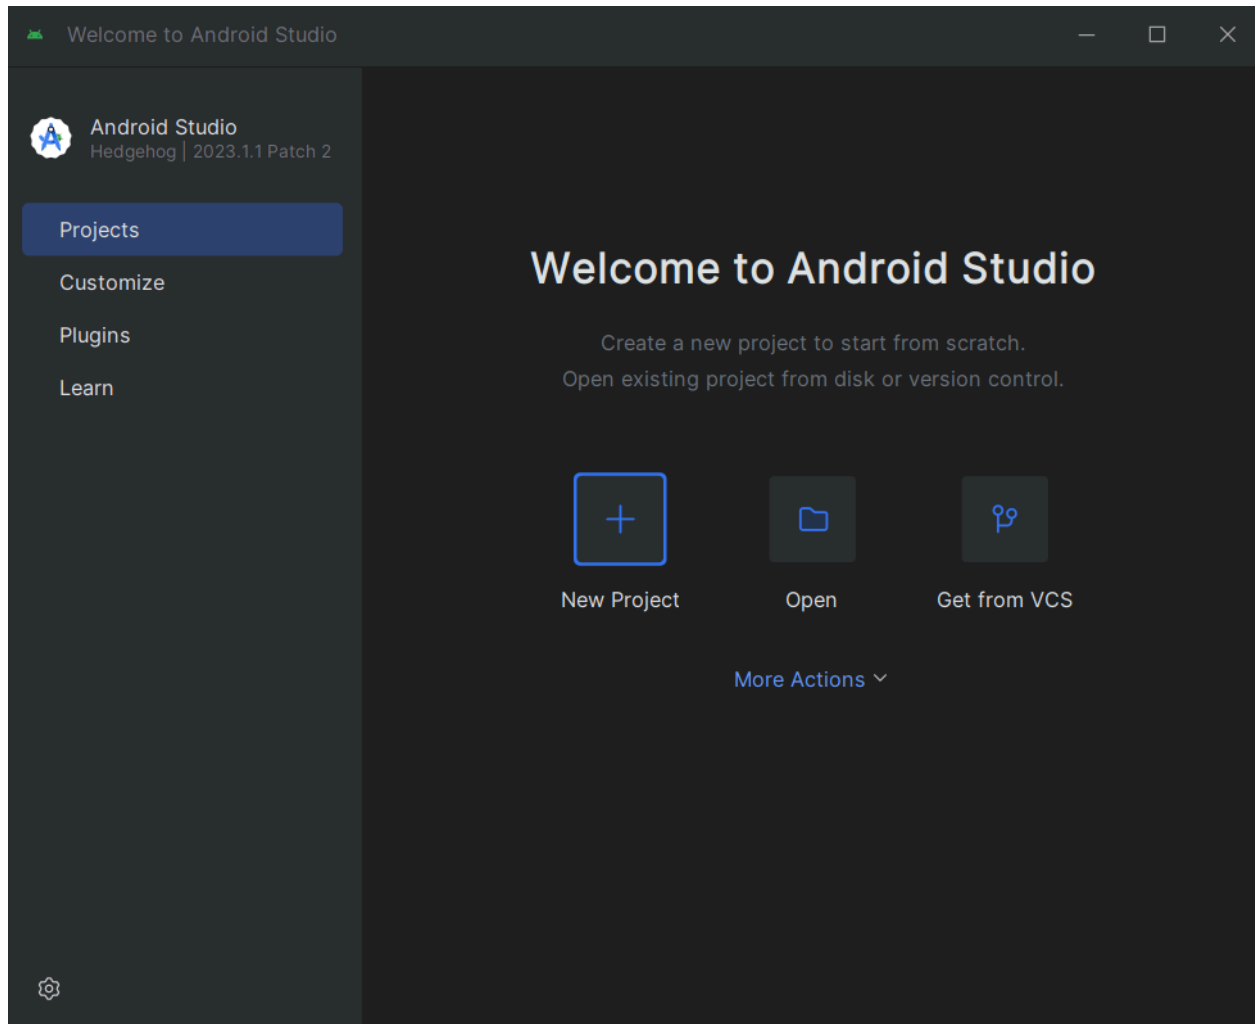 Welcome to Android Studio
Android Studio
Hedgehog | 2023.1.1 Patch 2
Projects
Customize
Plugins
Learn
Welcome to Android Studio
Create a new project to start from scratch.
Open existing project from disk or version control.
New Project
Open
Get from VCS
More Actions